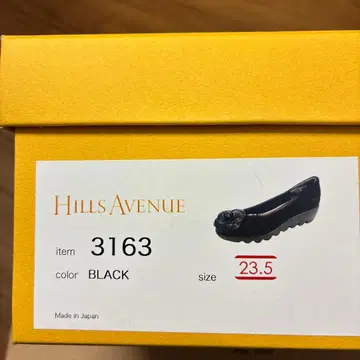 HILLS AVENUE
item 3163
color BLACK
size 23.5
Made in Japan